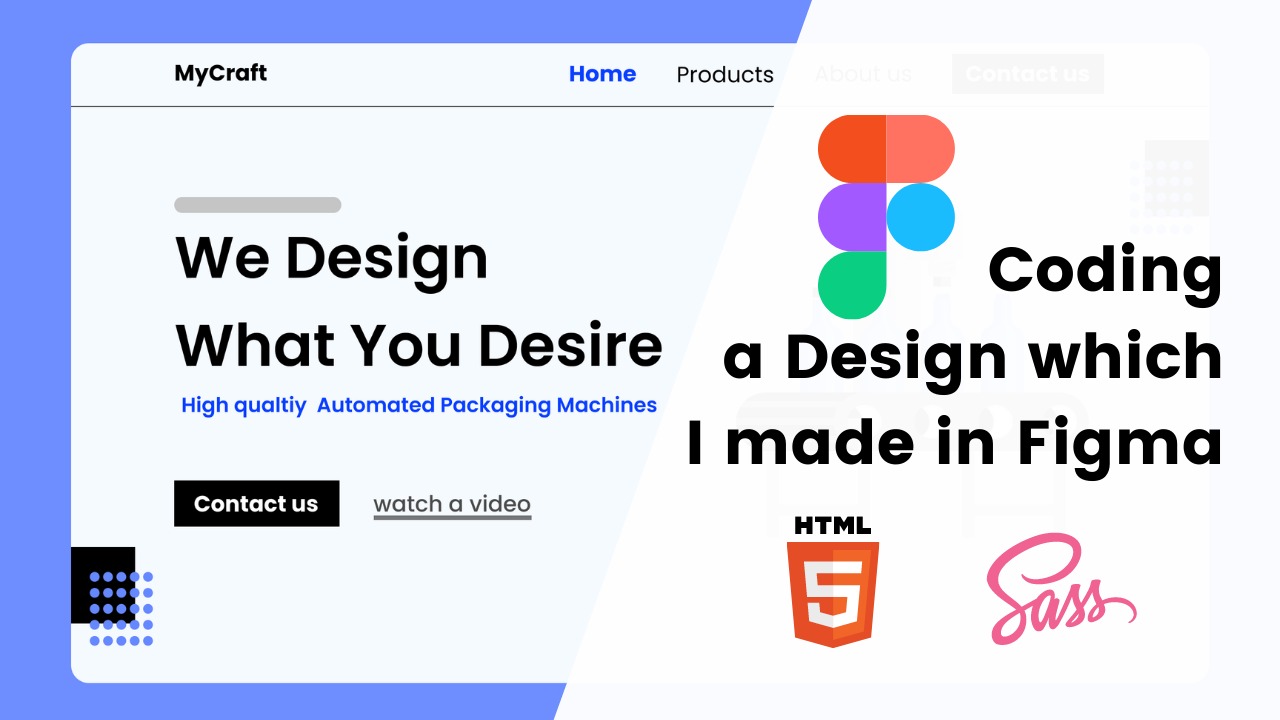 MyCraft
Home Products About us Contact us
We Design
What You Desire
High qualtiy Automated Packaging Machines
Contact us watch a video
Coding
a Design which
I made in Figma
HTML
5
Sass